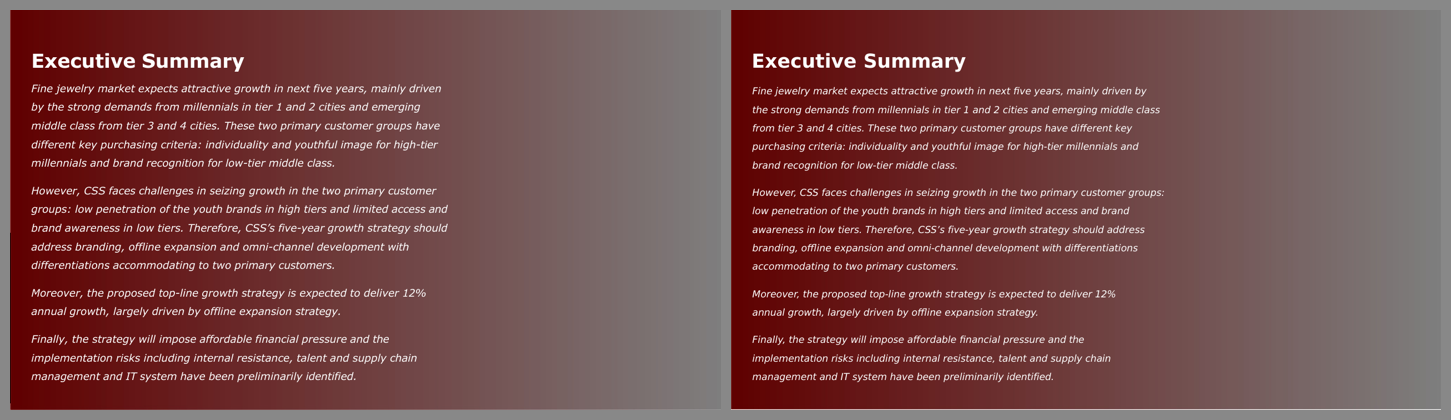 Executive Summary
Fine jewelry market expects attractive growth in next five years, mainly driven
by the strong demands from millennials in tier 1 and 2 cities and emerging
middle class from tier 3 and 4 cities. These two primary customer groups have
different key purchasing criteria: individuality and youthful image for high-tier
millennials and brand recognition for low-tier middle class.
However, CSS faces challenges in seizing growth in the two primary customer
groups: low penetration of the youth brands in high tiers and limited access and
brand awareness in low tiers. Therefore, CSS’s five-year growth strategy should
address branding, offline expansion and omni-channel development with
differentiations accommodating to two primary customers.
Moreover, the proposed top-line growth strategy is expected to deliver 12%
annual growth, largely driven by offline expansion strategy.
Finally, the strategy will impose affordable financial pressure and the
implementation risks including internal resistance, talent and supply chain
management and IT system have been preliminarily identified.
Executive Summary
Fine jewelry market expects attractive growth in next five years, mainly driven by
the strong demands from millennials in tier 1 and 2 cities and emerging middle class
from tier 3 and 4 cities. These two primary customer groups have different key
purchasing criteria: individuality and youthful image for high-tier millennials and
brand recognition for low-tier middle class.
However, CSS faces challenges in seizing growth in the two primary customer groups:
low penetration of the youth brands in high tiers and limited access and brand
awareness in low tiers. Therefore, CSS’s five-year growth strategy should address
branding, offline expansion and omni-channel development with differentiations
accommodating to two primary customers.
Moreover, the proposed top-line growth strategy is expected to deliver 12%
annual growth, largely driven by offline expansion strategy.
Finally, the strategy will impose affordable financial pressure and the
implementation risks including internal resistance, talent and supply chain
management and IT system have been preliminarily identified.